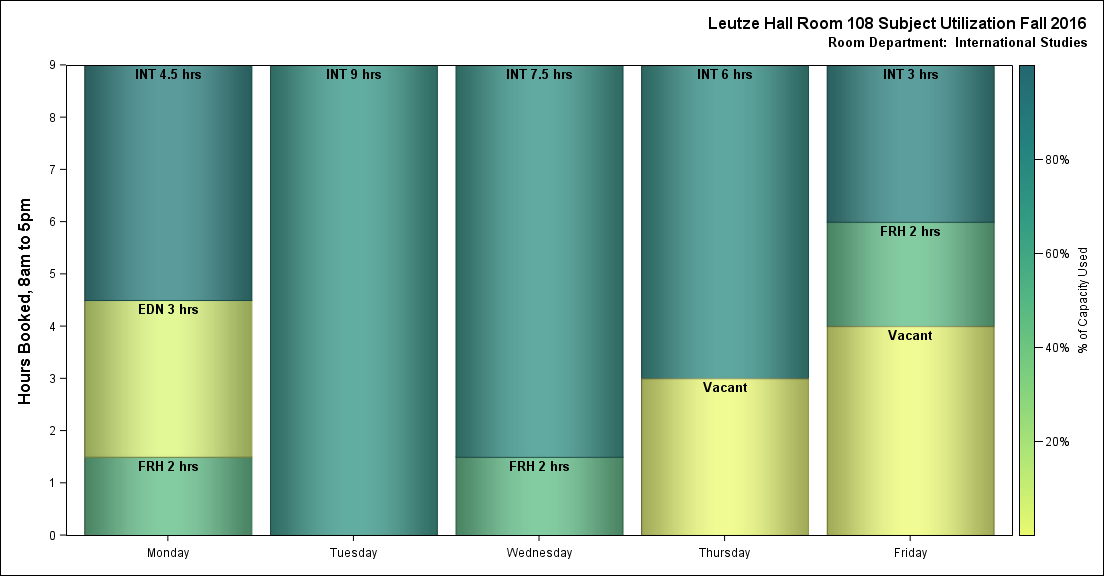 Leutze Hall Room 108 Subject Utilization Fall 2016
Room Department: International Studies
Hours Booked, 8am to 5pm
9
8
7
6
5
4
3
2
1
0
INT 4.5 hrs
EDN 3 hrs
FRH 2 hrs
INT 9 hrs
INT 7.5 hrs
FRH 2 hrs
INT 6 hrs
Vacant
INT 3 hrs
FRH 2 hrs
Vacant
Monday
Tuesday
Wednesday
Thursday
Friday
80%
60%
40%
20%
% of Capacity Used